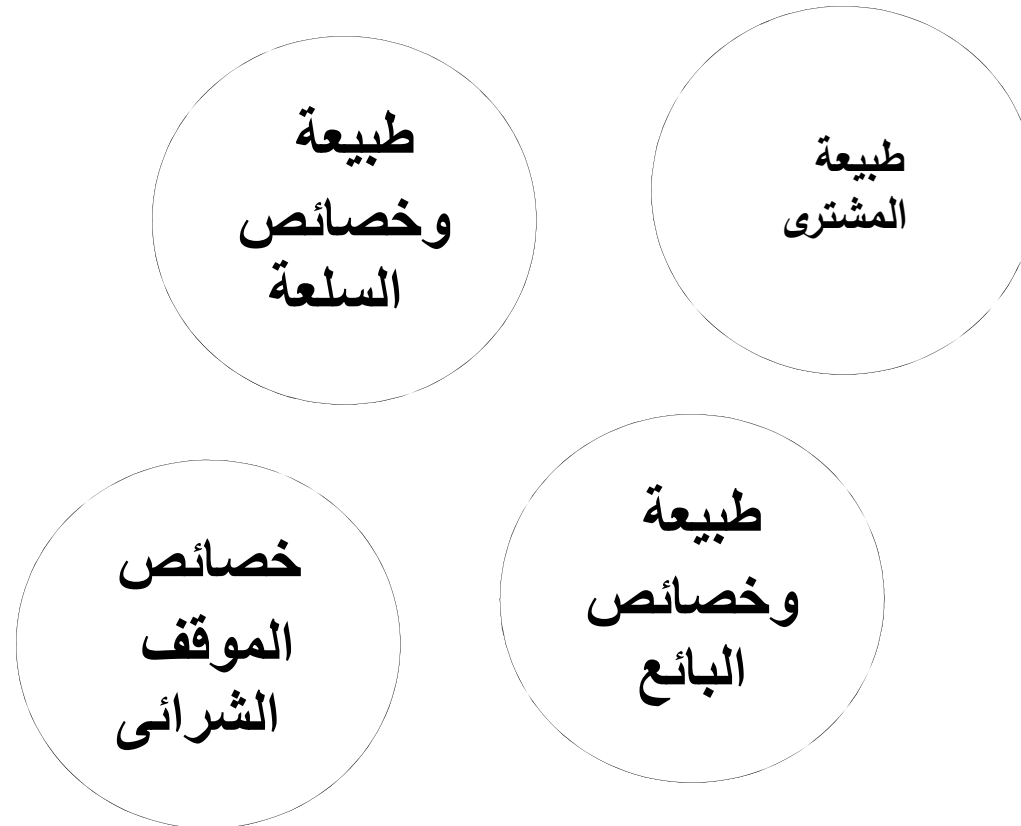 طبيعة
المشترى
طبيعة
وخصائص
السلعة
طبيعة
وخصائص
البائع
خصائص
الموقف
الشرائى